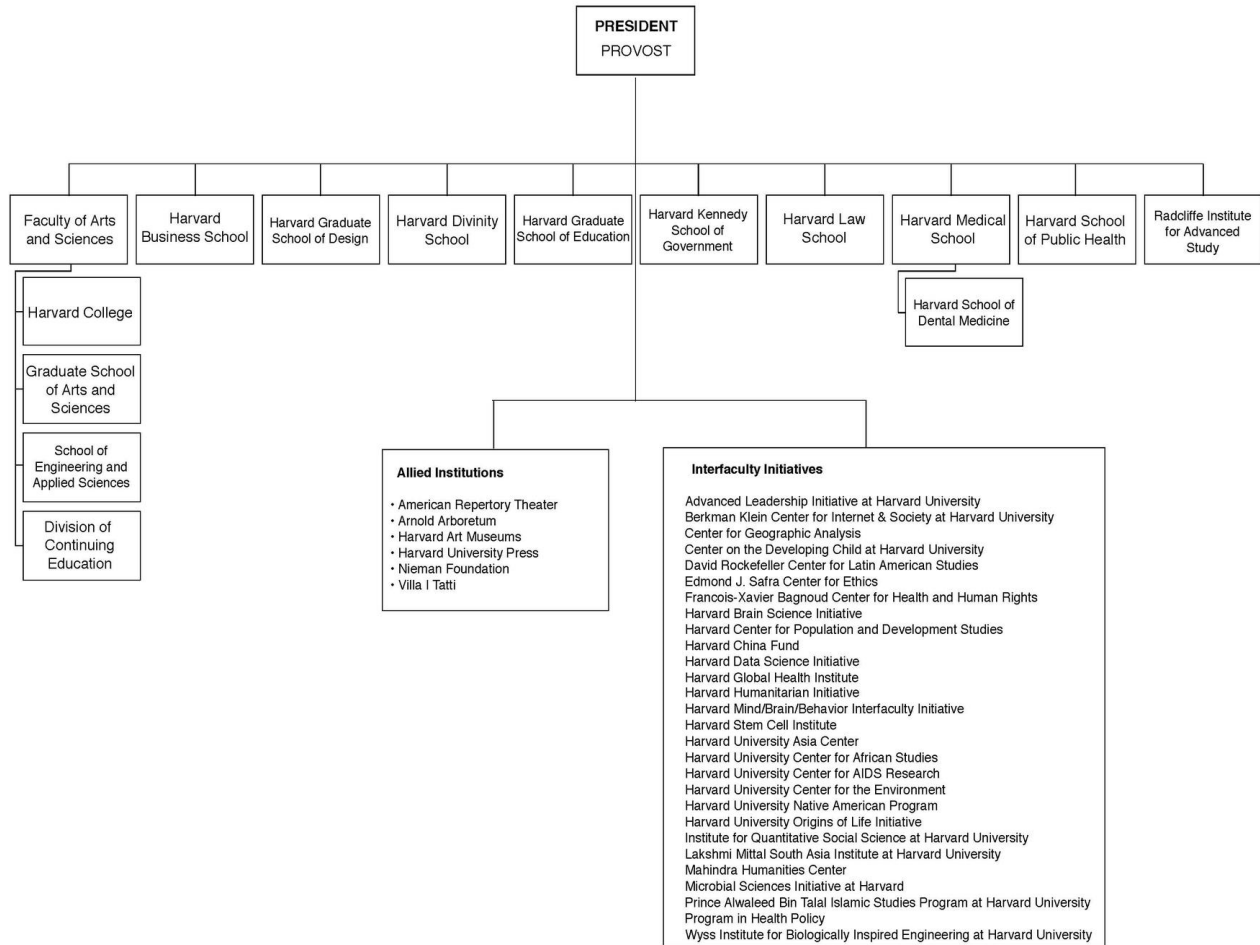 PRESIDENT
PROVOST
Faculty of Arts
and Sciences
Harvard
Business School
Harvard Graduate
School of Design
Harvard Divinity
School
Harvard Graduate
School of Education
Harvard Kennedy
School of
Government
Harvard Law
School
Harvard Medical
School
Harvard School
of Public Health
Radcliffe Institute
for Advanced
Study
Harvard College
Graduate School
of Arts and
Sciences
School of
Engineering and
Applied Sciences
Division of
Continuing
Education
Harvard School of
Dental Medicine
Allied Institutions
• American Repertory Theater
• Arnold Arboretum
• Harvard Art Museums
• Harvard University Press
• Nieman Foundation
• Villa I Tatti
Interfaculty Initiatives
Advanced Leadership Initiative at Harvard University
Berkman Klein Center for Internet & Society at Harvard University
Center for Geographic Analysis
Center on the Developing Child at Harvard University
David Rockefeller Center for Latin American Studies
Edmond J. Safra Center for Ethics
Francois-Xavier Bagnoud Center for Health and Human Rights
Harvard Brain Science Initiative
Harvard Center for Population and Development Studies
Harvard China Fund
Harvard Data Science Initiative
Harvard Global Health Institute
Harvard Humanitarian Initiative
Harvard Mind/Brain/Behavior Interfaculty Initiative
Harvard Stem Cell Institute
Harvard University Asia Center
Harvard University Center for African Studies
Harvard University Center for AIDS Research
Harvard University Center for the Environment
Harvard University Native American Program
Harvard University Origins of Life Initiative
Institute for Quantitative Social Science at Harvard University
Lakshmi Mittal South Asia Institute at Harvard University
Mahindra Humanities Center
Microbial Sciences Initiative at Harvard
Prince Alwaleed Bin Talal Islamic Studies Program at Harvard University
Program in Health Policy
Wyss Institute for Biologically Inspired Engineering at Harvard University